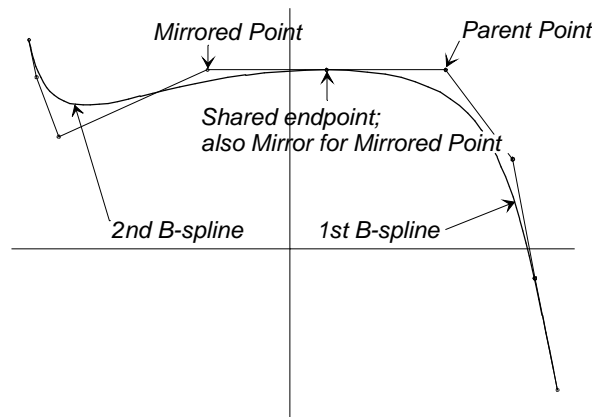 Mirrored Point
Parent Point
Shared endpoint;
also Mirror for Mirrored Point
2nd B-spline
1st B-spline